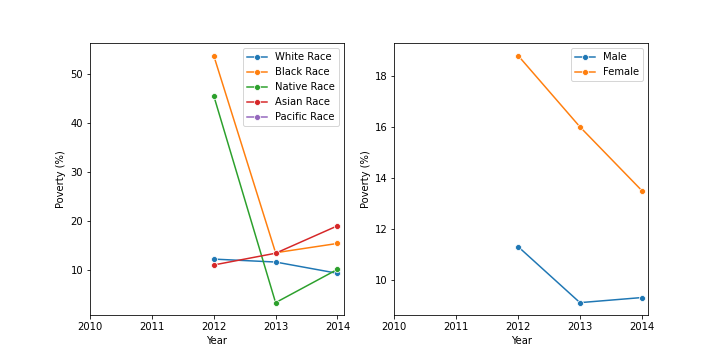 50
40
30
20
10
Poverty (%)
2010 2011 2012 2013 2014
Year
White Race
Black Race
Native Race
Asian Race
Pacific Race
18
16
14
12
10
Poverty (%)
2010 2011 2012 2013 2014
Year
Male
Female